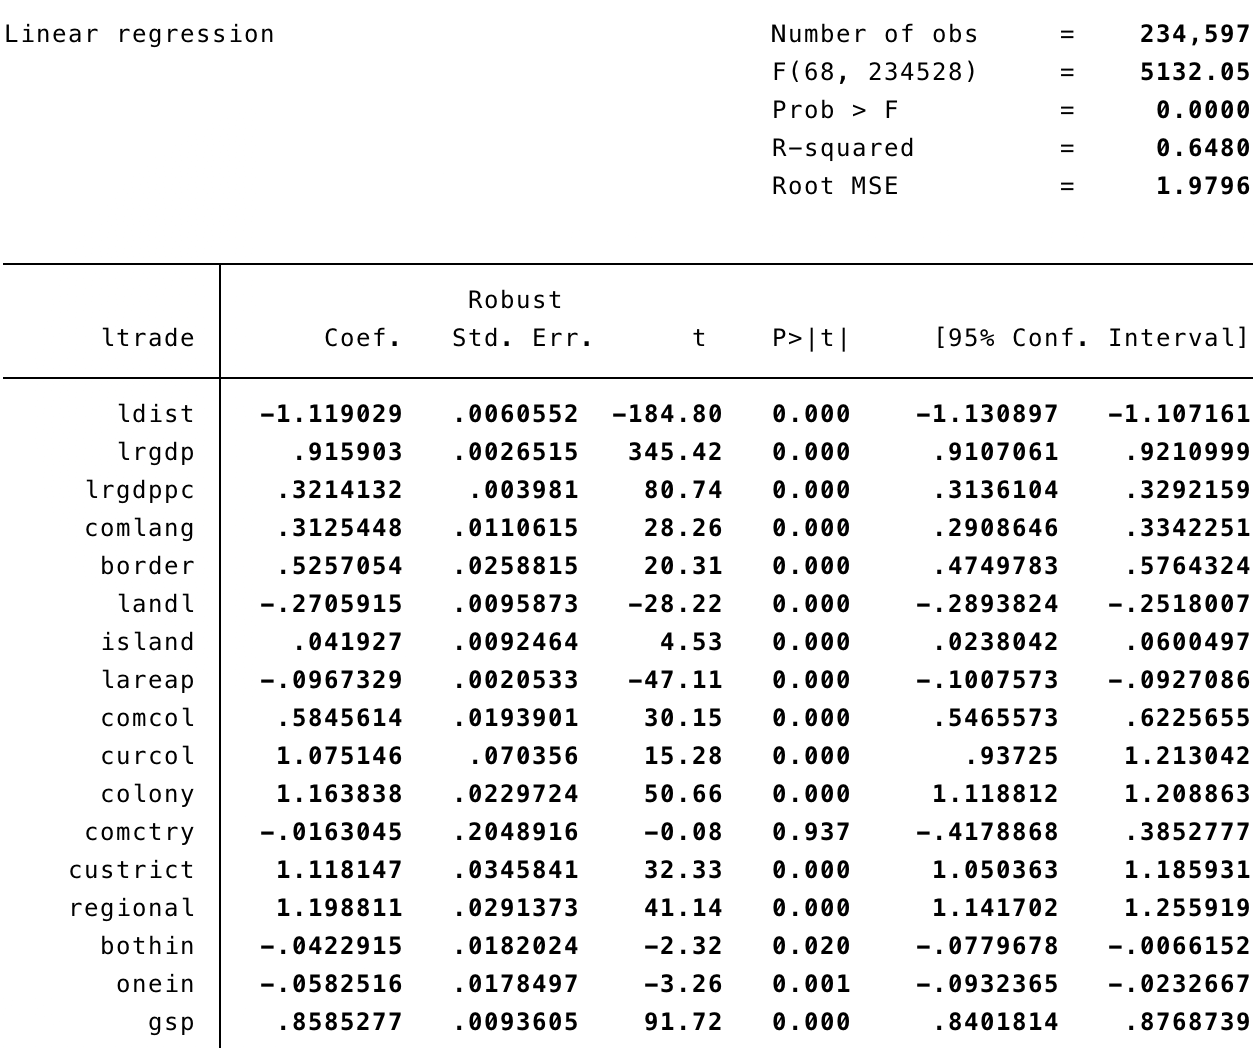 Linear regression Number of obs = 234,597
F(68, 234528) = 5132.05
Prob > F = 0.0000
R-squared = 0.6480
Root MSE = 1.9796
Robust
ltrade Coef. Std. Err. t P>|t| [95% Conf. Interval]
ldist -1.119029 .0060552 -184.80 0.000 -1.130897 -1.107161
lrgdp .915903 .0026515 345.42 0.000 .9107061 .9210999
lrgdppc .3214132 .003981 80.74 0.000 .3136104 .3292159
comlang .3125448 .0110615 28.26 0.000 .2908646 .3342251
border .5257054 .0258815 20.31 0.000 .4749783 .5764324
landl -.2705915 .0095873 -28.22 0.000 -.2893824 -.2518007
island .041927 .0092464 4.53 0.000 .0238042 .0600497
lareap -.0967329 .0020533 -47.11 0.000 -.1007573 -.0927086
comcol .5845614 .0193901 30.15 0.000 .5465573 .6225655
curcol 1.075146 .070356 15.28 0.000 .93725 1.213042
colony 1.163838 .0229724 50.66 0.000 1.118812 1.208863
comctry -.0163045 .2048916 -0.08 0.937 -.4178868 .3852777
custrict 1.118147 .0345841 32.33 0.000 1.050363 1.185931
regional 1.198811 .0291373 41.14 0.000 1.141702 1.255919
bothin -.0422915 .0182024 -2.32 0.020 -.0779678 -.0066152
onein -.0582516 .0178497 -3.26 0.001 -.0932365 -.0232667
gsp .8585277 .0093605 91.72 0.000 .8401814 .8768739